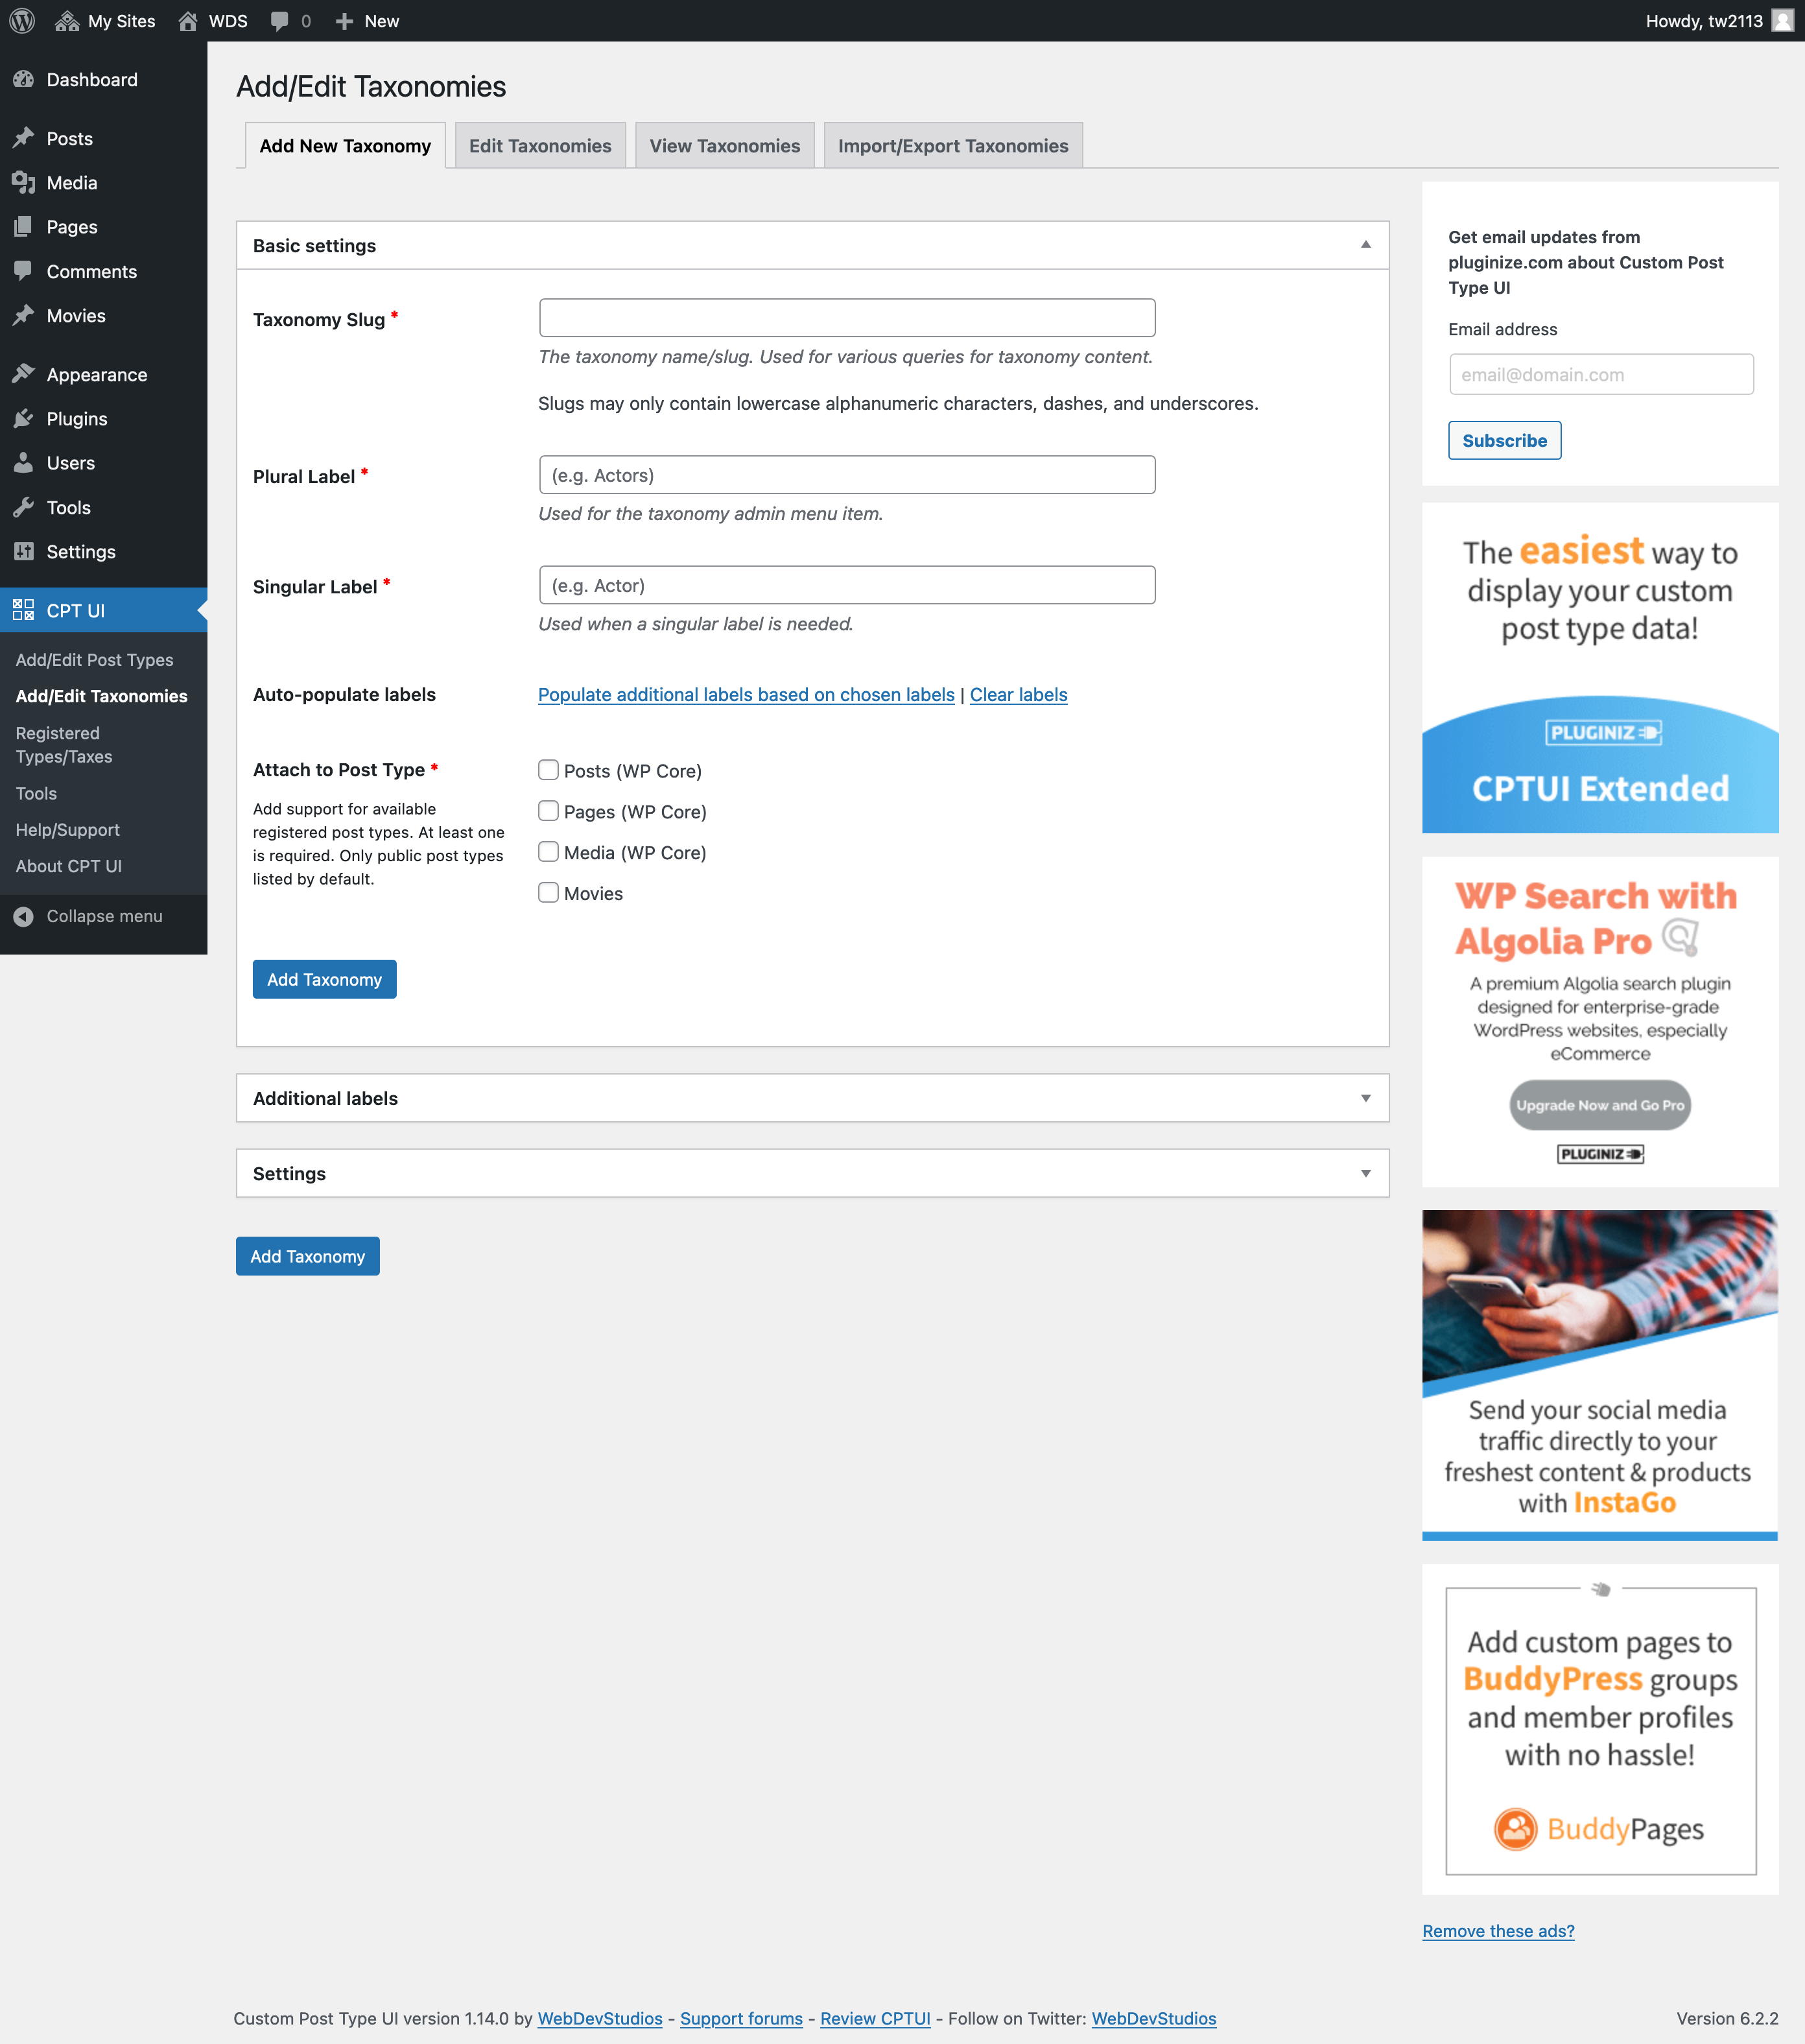 My Sites
WDS
0
New
Howdy, tw2113
Dashboard
Posts
Media
Pages
Comments
Movies
Appearance
Plugins
Users
Tools
Settings
CPT UI
Add/Edit Post Types
Add/Edit Taxonomies
Registered
Types/Taxes
Tools
Help/Support
About CPT UI
Collapse menu
Add/Edit Taxonomies
Add New Taxonomy
Edit Taxonomies
View Taxonomies
Import/Export Taxonomies
Basic settings
Taxonomy Slug *
The taxonomy name/slug. Used for various queries for taxonomy content.
Slugs may only contain lowercase alphanumeric characters, dashes, and underscores.
Plural Label *
(e.g. Actors)
Used for the taxonomy admin menu item.
Singular Label *
(e.g. Actor)
Used when a singular label is needed.
Auto-populate labels
Populate additional labels based on chosen labels | Clear labels
Attach to Post Type *
Add support for available
registered post types. At least one
is required. Only public post types
listed by default.
Posts (WP Core)
Pages (WP Core)
Media (WP Core)
Movies
Add Taxonomy
Additional labels
Settings
Add Taxonomy
Get email updates from
pluginize.com about Custom Post
Type UI
Email address
email@domain.com
Subscribe
The easiest way to
display your custom
post type data!
PLUGINIZ
CPTUI Extended
WP Search with
Algolia Pro
A premium Algolia search plugin
designed for enterprise-grade
WordPress websites, especially
eCommerce
Upgrade Now and Go Pro
PLUGINIZ
Send your social media
traffic directly to your
freshest content & products
with InstaGo
Add custom pages to
BuddyPress groups
and member profiles
with no hassle!
BuddyPages
Remove these ads?
Custom Post Type UI version 1.14.0 by WebDevStudios - Support forums - Review CPTUI - Follow on Twitter: WebDevStudios
Version 6.2.2